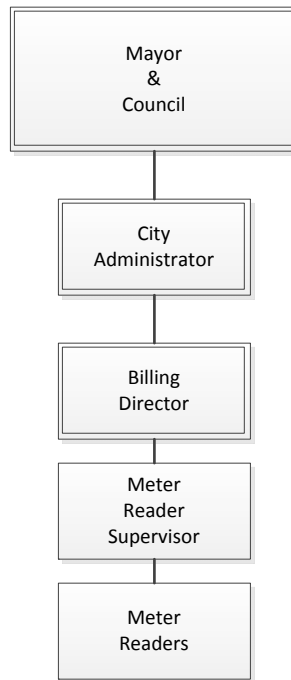 Mayor
&
Council
City
Administrator
Billing
Director
Meter
Reader
Supervisor
Meter
Readers